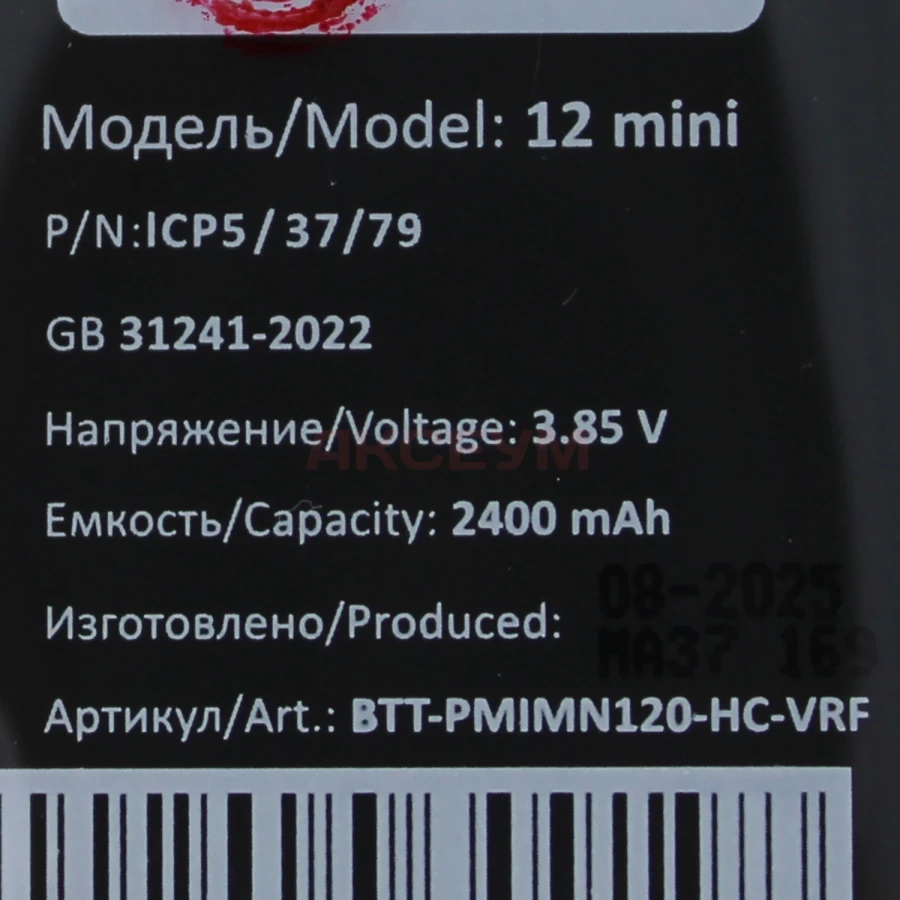 Модель/Model: 12 mini
P/N:ICP5/37/79
GB 31241-2022
Напряжение/Voltage: 3.85 V
АКСЕУМ
Емкость/Capacity: 2400 mAh
08-2025
Изготовлено/Produced:
MA37 169
Артикул/Art.: BTT-PMIMN120-HC-VRF